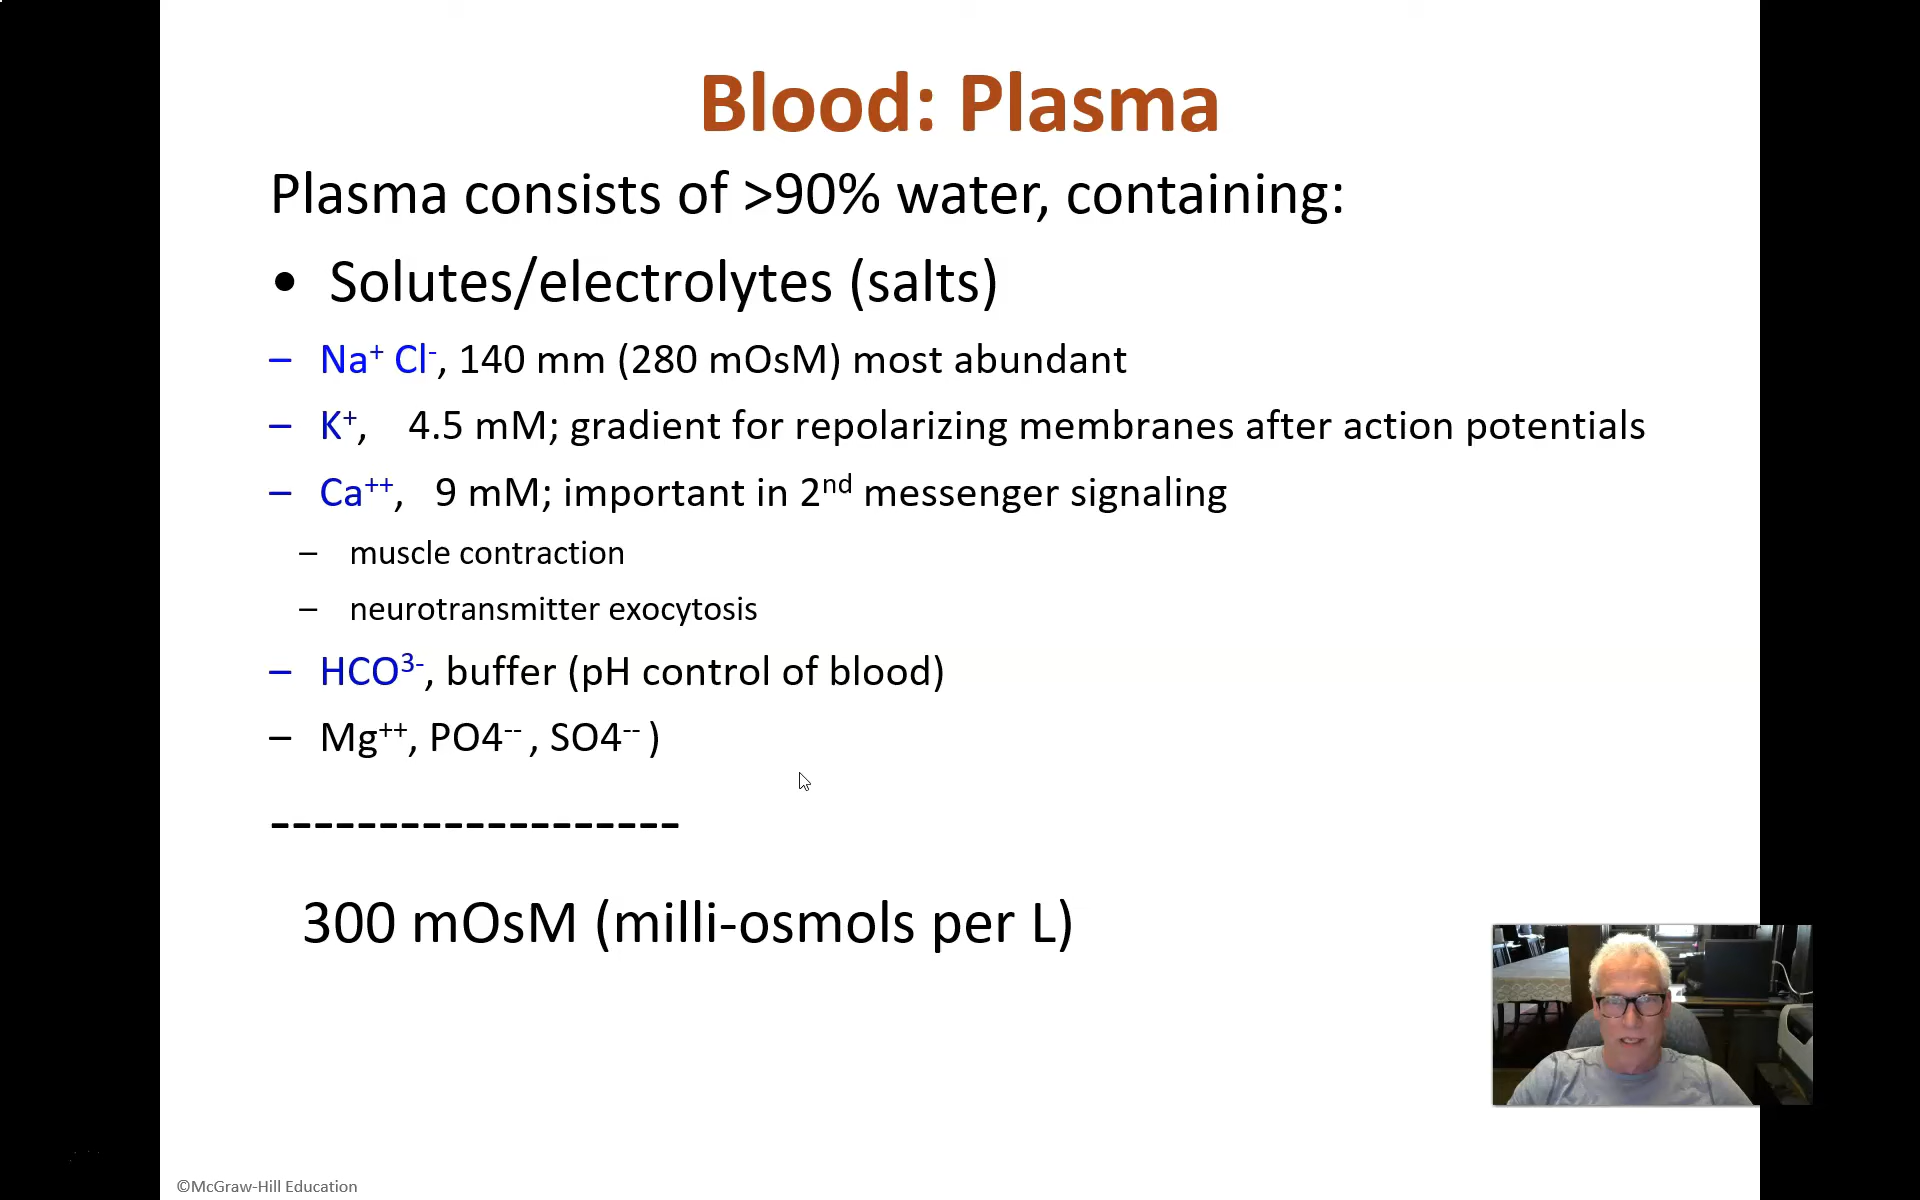 Blood: Plasma
Plasma consists of >90% water, containing:
• Solutes/electrolytes (salts)
– Na⁺ Cl⁻, 140 mm (280 mOsM) most abundant
– K⁺, 4.5 mM; gradient for repolarizing membranes after action potentials
– Ca⁺⁺, 9 mM; important in 2ⁿᵈ messenger signaling
– muscle contraction
– neurotransmitter exocytosis
– HCO³⁻, buffer (pH control of blood)
– Mg⁺⁺, PO4⁻⁻ , SO4⁻⁻ )
-------------------
300 mOsM (milli-osmols per L)
©McGraw-Hill Education